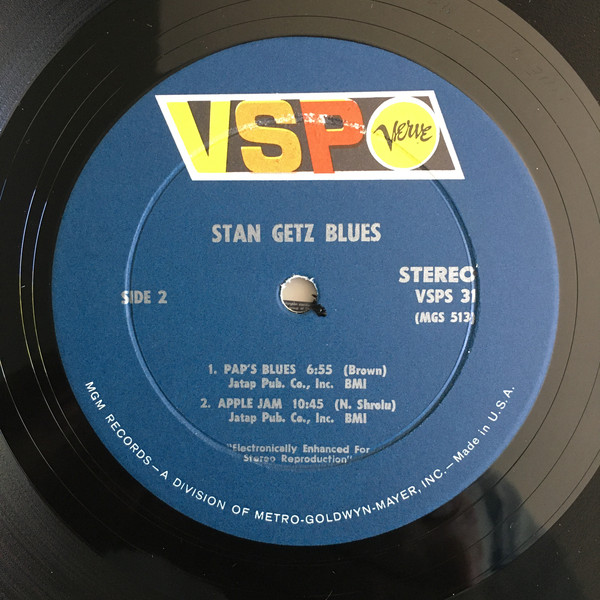 VSP Verve
STAN GETZ BLUES
STEREO
SIDE 2
VSPS 31
(MGS 513)
1. PAP'S BLUES 6:55 (Brown)
Jatap Pub. Co., Inc. BMI
2. APPLE JAM 10:45 (N. Shrolu)
Jatap Pub. Co., Inc. BMI
"Electronically Enhanced For
Stereo Reproduction"
MGM RECORDS—A DIVISION OF METRO-GOLDWYN-MAYER, INC.—Made in U.S.A.